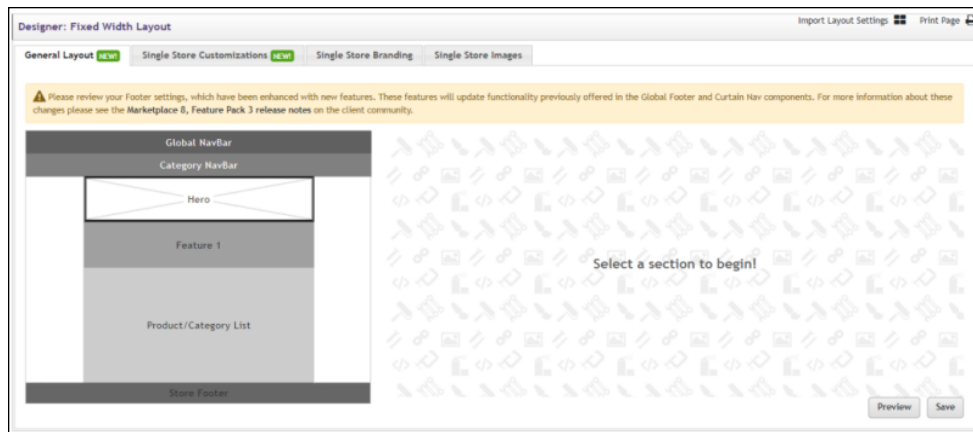 Designer: Fixed Width Layout
Import Layout Settings Print Page
General Layout NEW! Single Store Customizations NEW! Single Store Branding Single Store Images
Please review your Footer settings, which have been enhanced with new features. These features will update functionality previously offered in the Global Footer and Curtain Nav components. For more information about these
changes please see the Marketplace 8, Feature Pack 3 release notes on the client community.
Global NavBar
Category NavBar
Hero
Feature 1
Select a section to begin!
Product/Category List
Store Footer
Preview Save